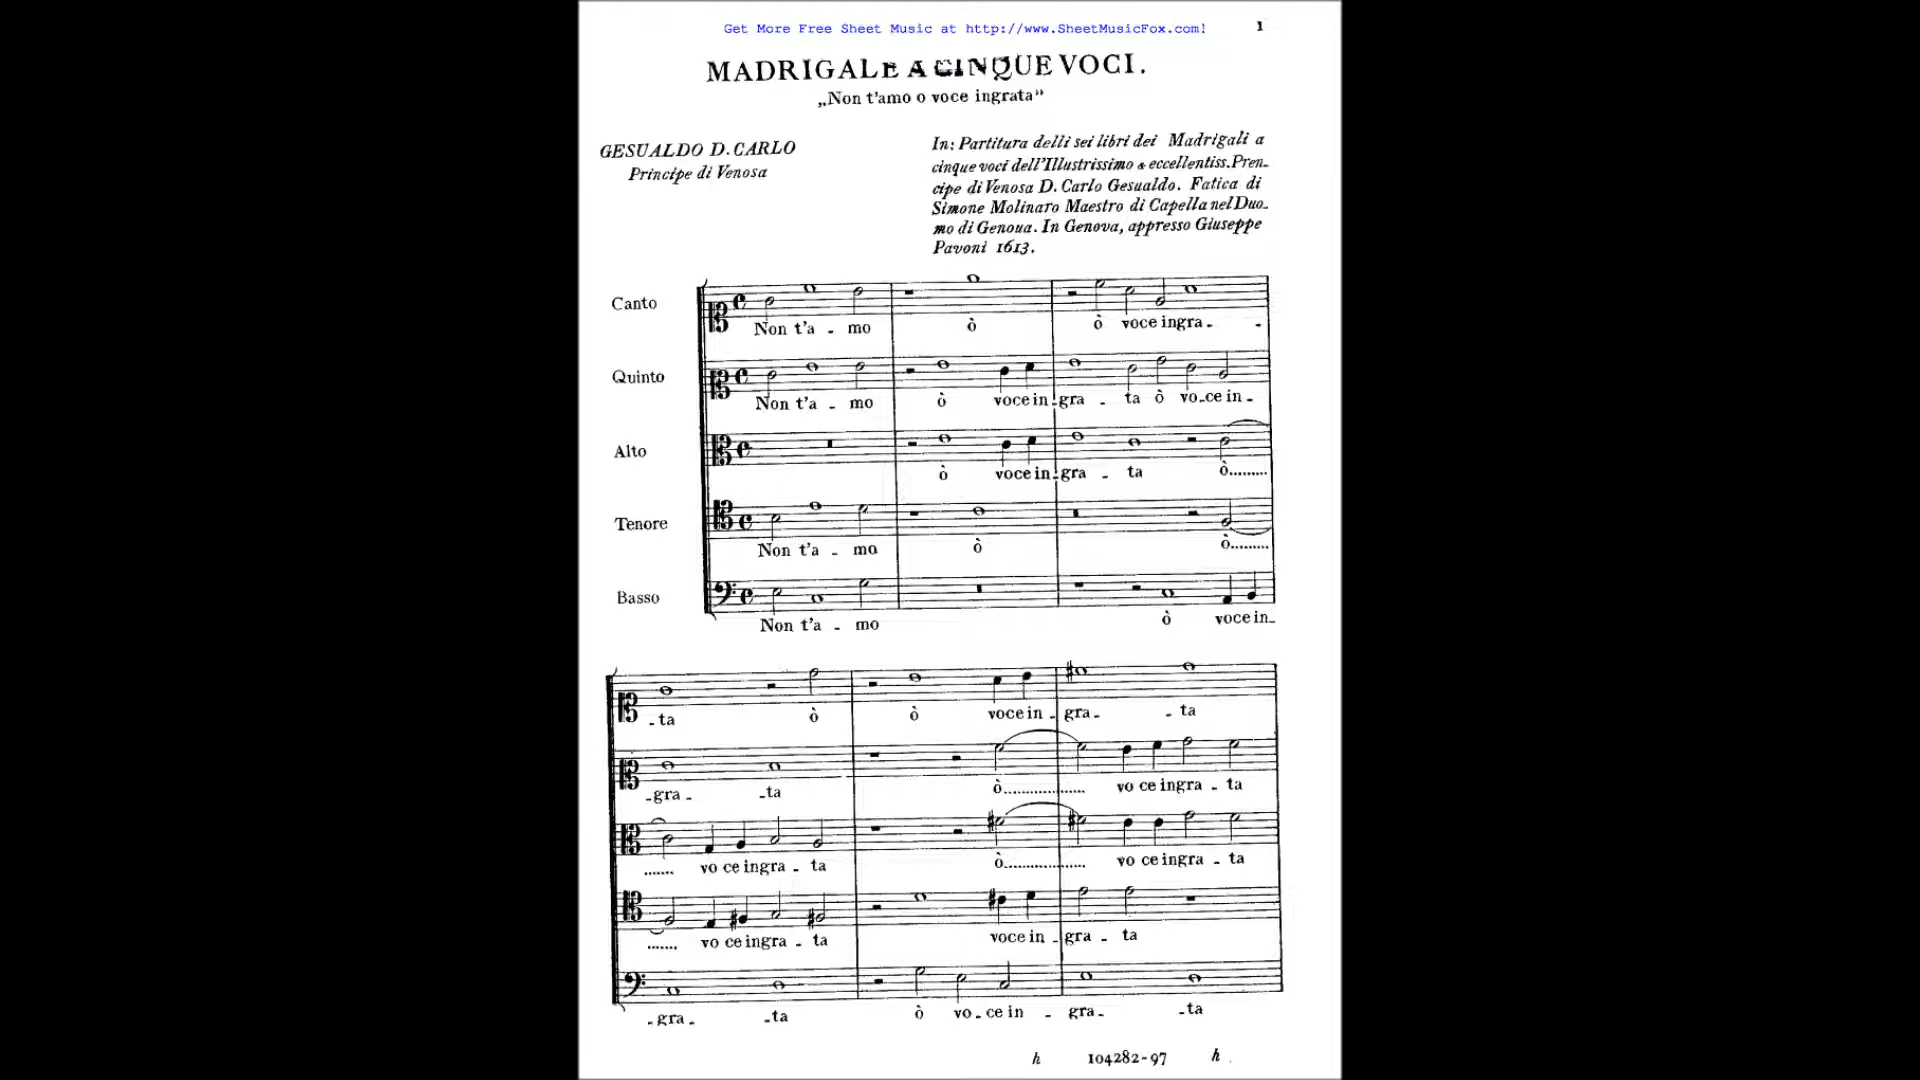 Get More Free Sheet Music at http://www.SheetMusicFox.com!
1
MADRIGALE A CINQUE VOCI.
„Non t'amo o voce ingrata“
GESUALDO D. CARLO
Principe di Venosa
In: Partitura delli sei libri dei Madrigali a
cinque voci dell'Illustrissimo & eccellentiss. Pren-
cipe di Venosa D. Carlo Gesualdo. Fatica di
Simone Molinaro Maestro di Capella nel Duo-
mo di Genoua. In Genova, appresso Giuseppe
Pavoni 1613.
Canto
Non t'a - mo ò ò voce ingra- -
Quinto
Non t'a - mo ò voce in-gra - ta ò vo-ce in-
Alto
ò voce in-gra - ta ò.........
Tenore
Non t'a - mo ò ò.........
Basso
Non t'a - mo ò voce in-
-ta ò ò voce in-gra- -ta
-gra- -ta ò................ vo ce ingra - ta
....... vo ce ingra - ta ò................ vo ce ingra - ta
....... vo ce ingra - ta voce in-gra - ta
-gra- -ta ò vo-ce in - gra- -ta
h 104282-97 h